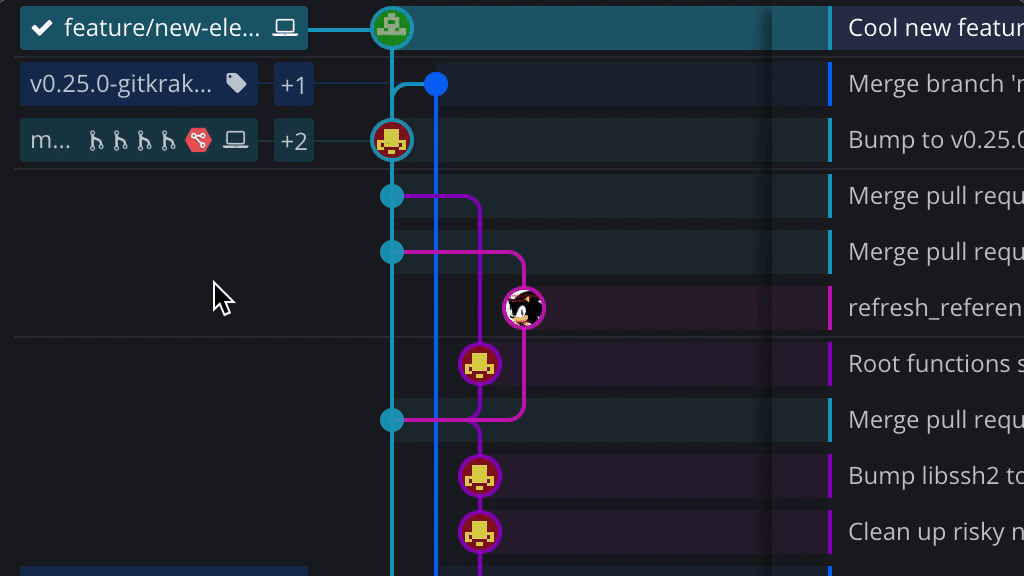 feature/new-ele... Cool new featur
v0.25.0-gitkrak... +1 Merge branch '
m... +2 Bump to v0.25.0
Merge pull requ
Merge pull requ
refresh_referen
Root functions s
Merge pull requ
Bump libssh2 to
Clean up risky n